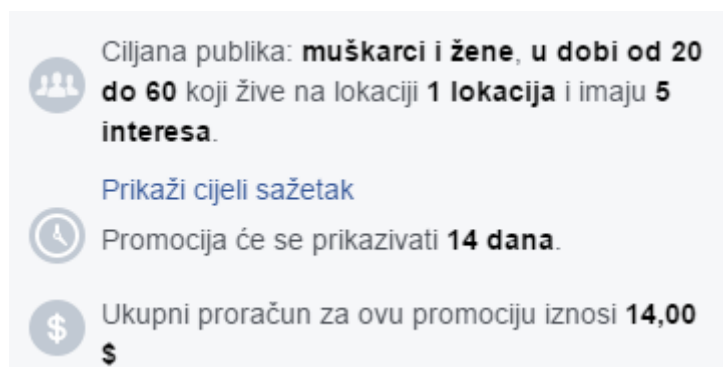 Ciljana publika: muškarci i žene, u dobi od 20
do 60 koji žive na lokaciji 1 lokacija i imaju 5
interesa.
Prikaži cijeli sažetak
Promocija će se prikazivati 14 dana.
Ukupni proračun za ovu promociju iznosi 14,00
$